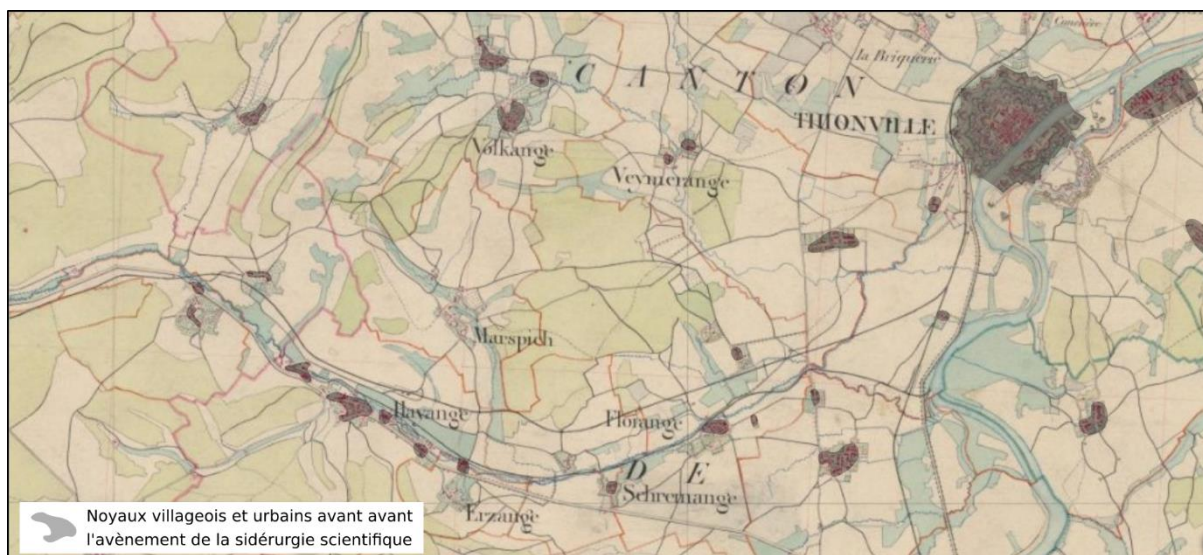 la Briquerie
CANTON
THIONVILLE
Volkange
Veymerange
Marspich
Hayange
Florange
DE
Schremange
Erzange
Noyaux villageois et urbains avant avant
l'avènement de la sidérurgie scientifique